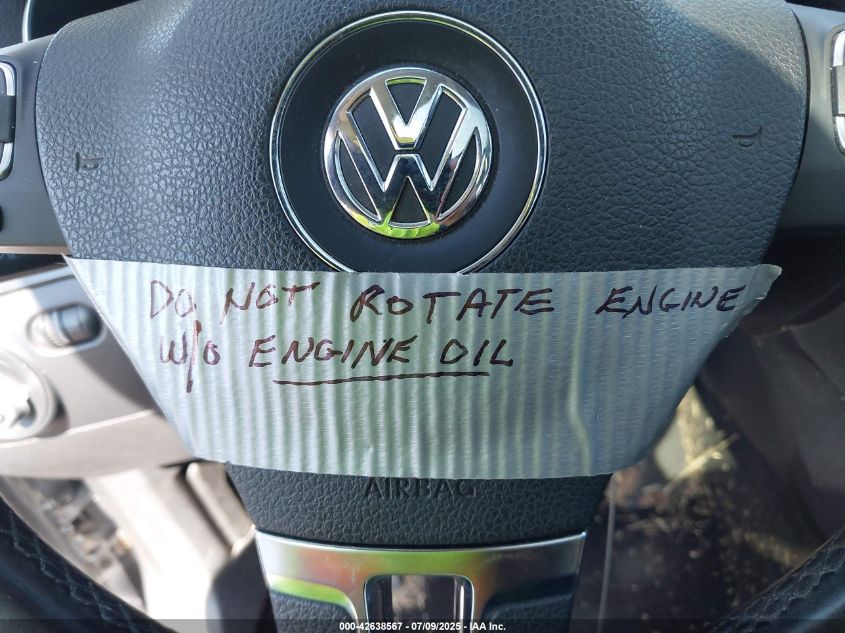 DO NOT ROTATE ENGINE
W/O ENGINE OIL
AIRBAG
000-42638567 - 07/09/2025 - IAA Inc.